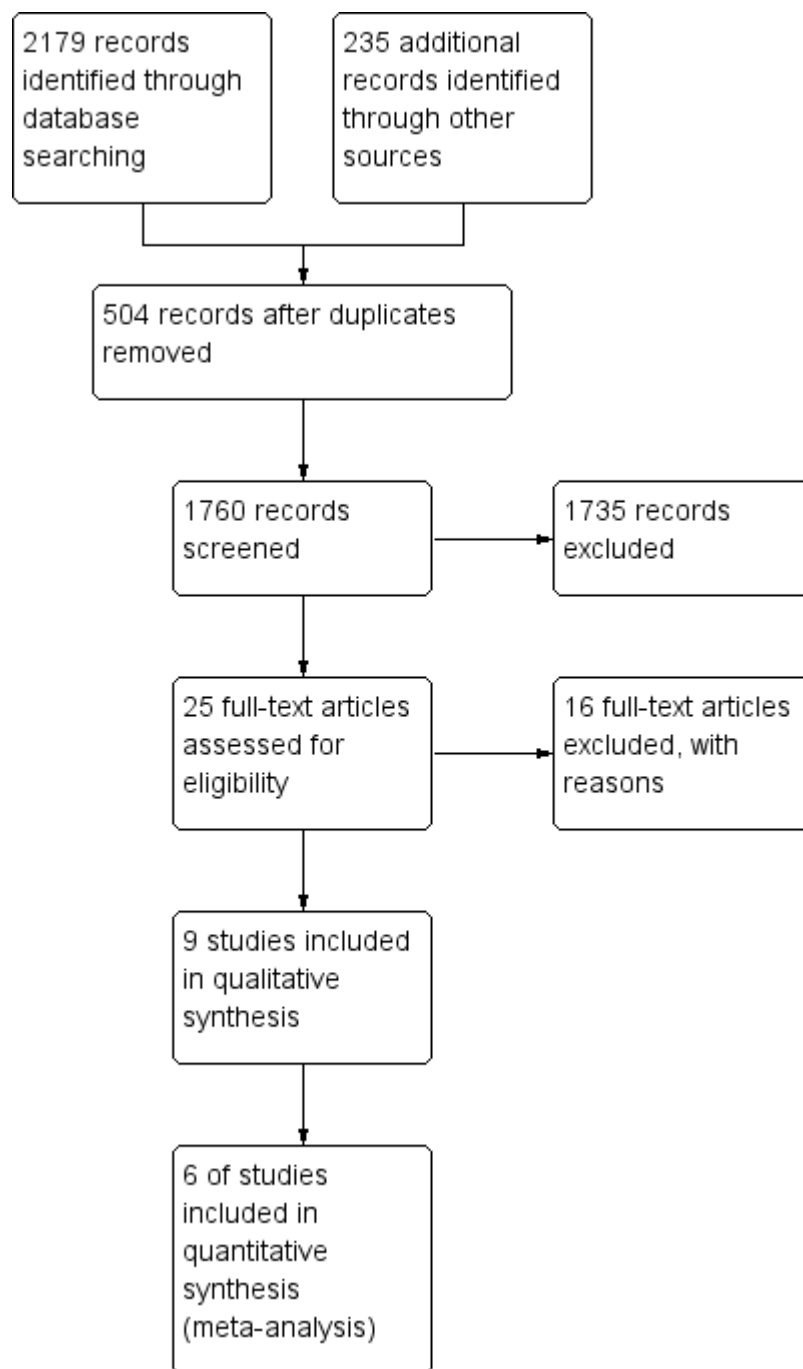 2179 records
identified through
database
searching
235 additional
records identified
through other
sources
504 records after duplicates
removed
1760 records
screened
1735 records
excluded
25 full-text articles
assessed for
eligibility
16 full-text articles
excluded, with
reasons
9 studies included
in qualitative
synthesis
6 of studies
included in
quantitative
synthesis
(meta-analysis)